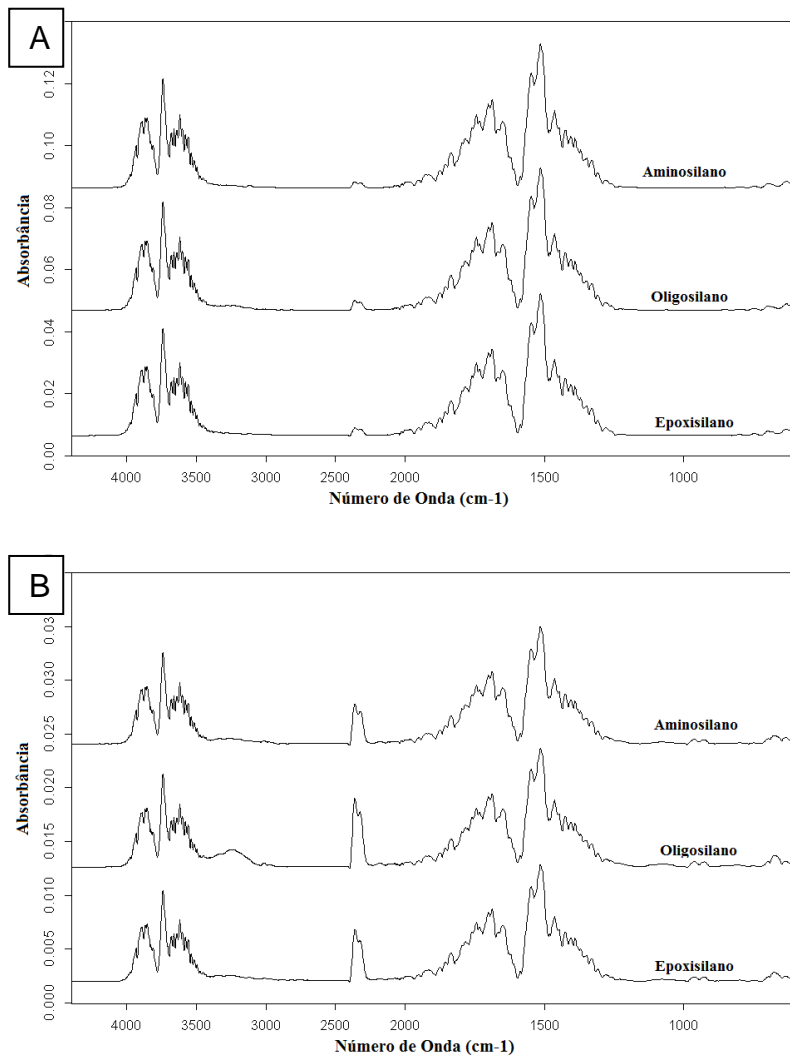 A
Absorbância
0.12
0.10
0.08
0.06
0.04
0.02
0.00
Aminosilano
Oligosilano
Epoxisilano
4000 3500 3000 2500 2000 1500 1000
Número de Onda (cm-1)
B
Absorbância
0.03
0.030
0.025
0.020
0.015
0.010
0.005
0.000
Aminosilano
Oligosilano
Epoxisilano
4000 3500 3000 2500 2000 1500 1000
Número de Onda (cm-1)